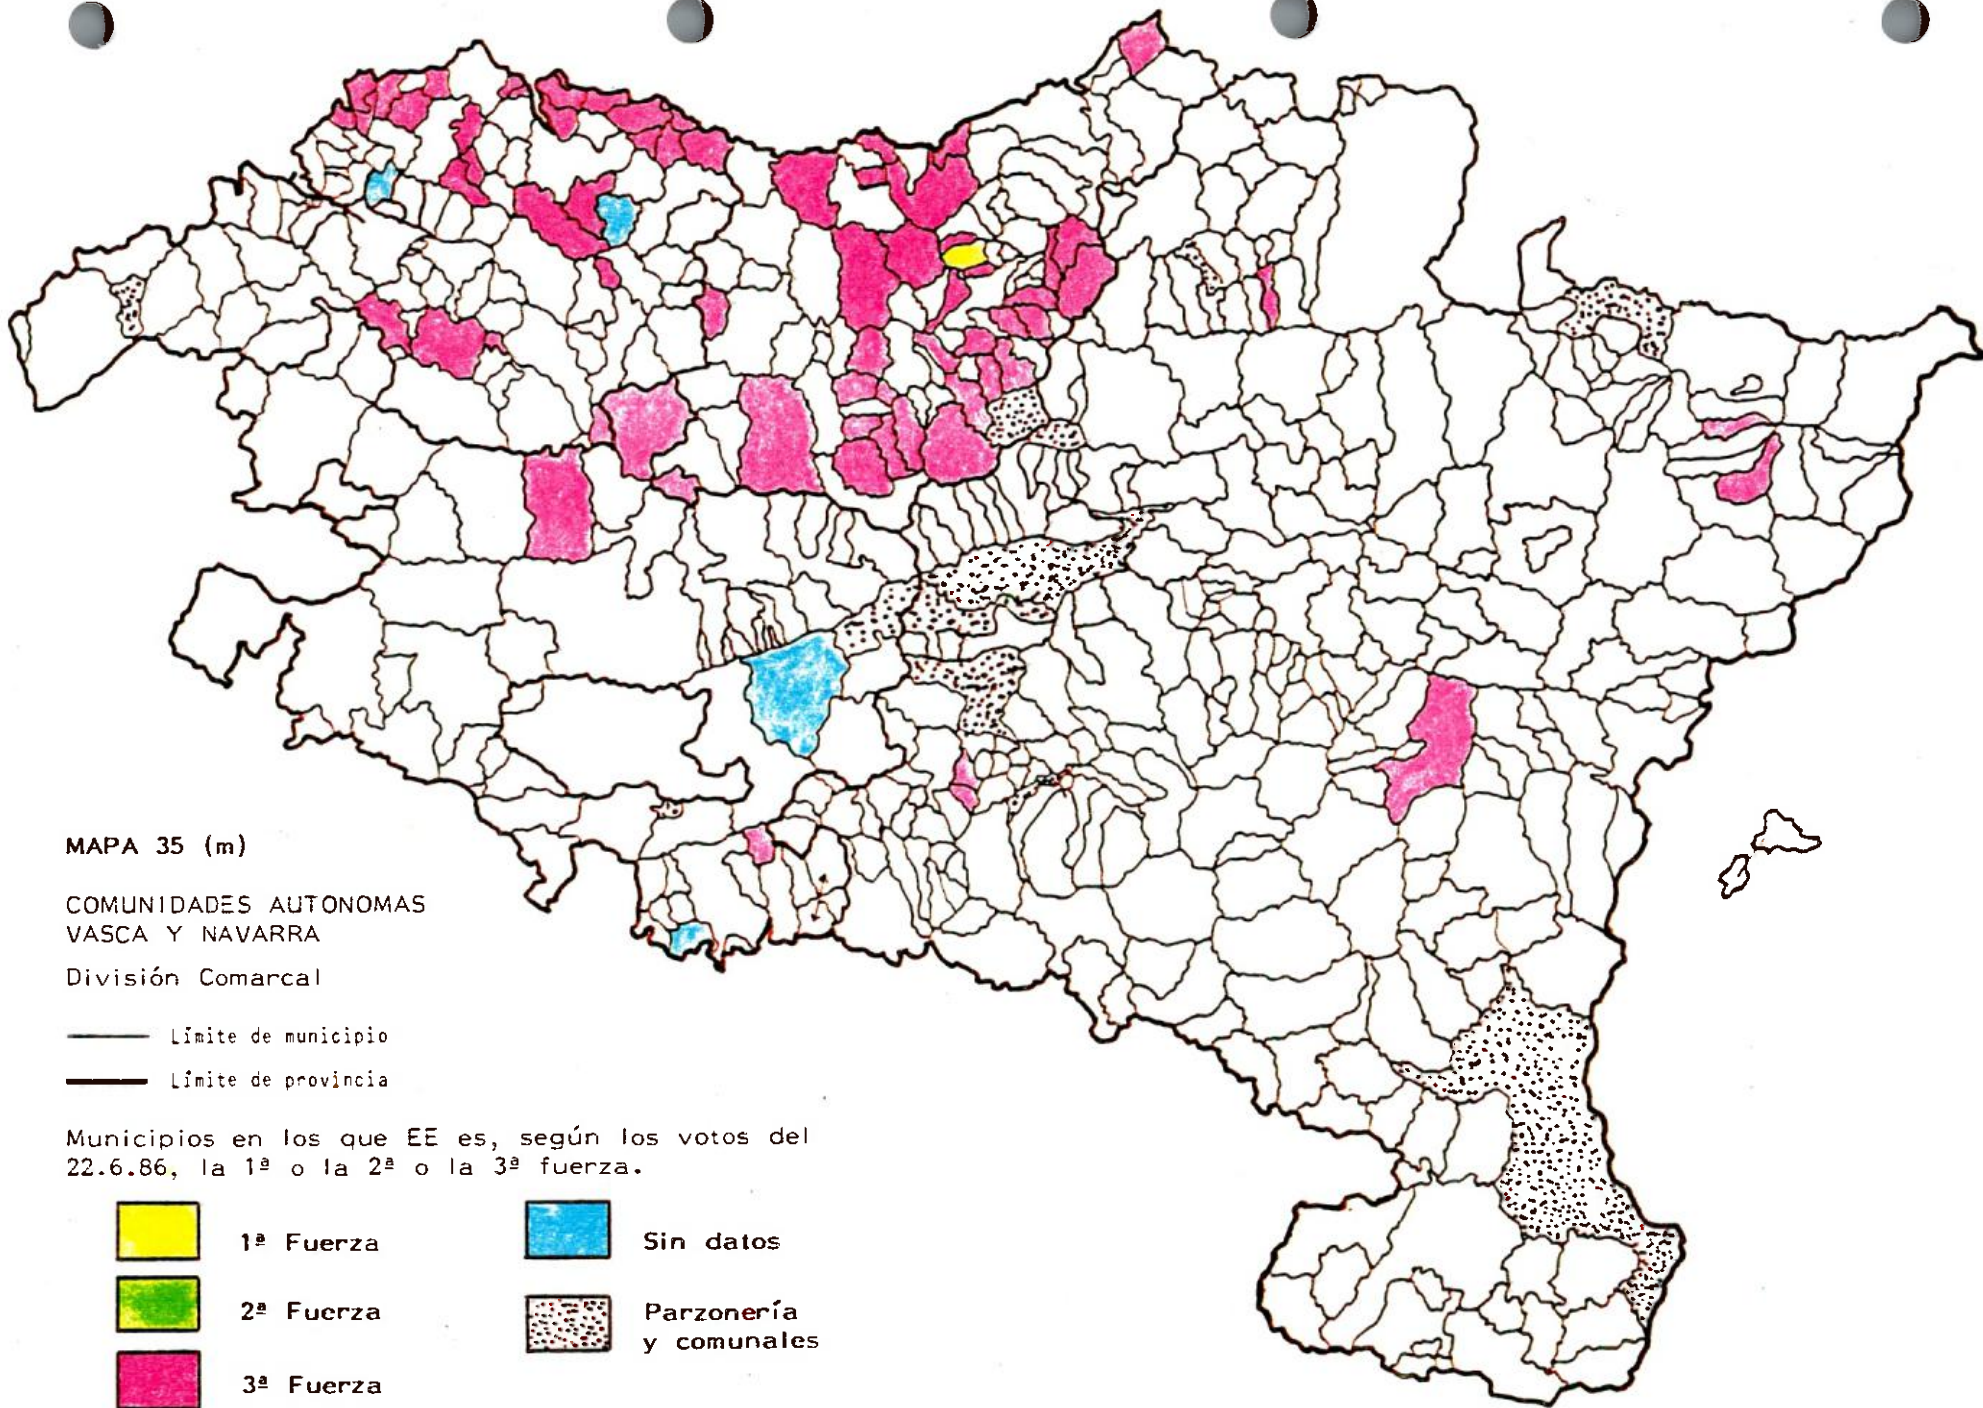 MAPA 35 (m)
COMUNIDADES AUTONOMAS
VASCA Y NAVARRA
División Comarcal
Límite de municipio
Límite de provincia
Municipios en los que EE es, según los votos del
22.6.86, la 1ª o la 2ª o la 3ª fuerza.
1ª Fuerza
2ª Fuerza
3ª Fuerza
Sin datos
Parzonería
y comunales